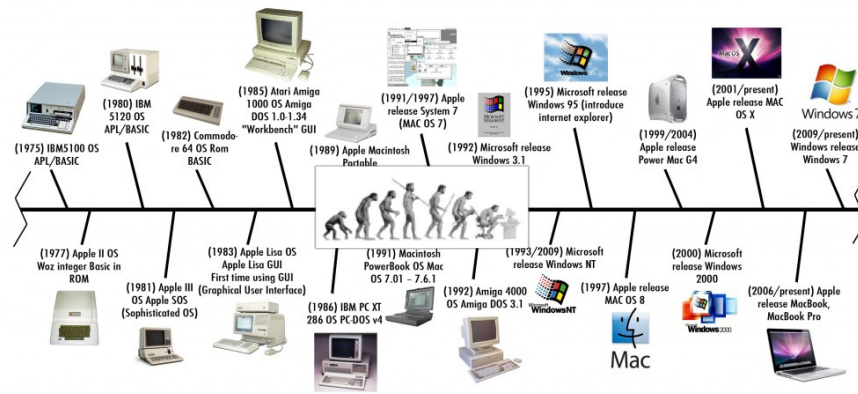 (1975) IBM5100 OS
APL/BASIC
(1980) IBM
5120 OS
APL/BASIC
(1982) Commodo-
re 64 OS Rom
BASIC
(1985) Atari Amiga
1000 OS Amiga
DOS 1.0-1.34
"Workbench" GUI
(1989) Apple Macintosh
Portable
(1991/1997) Apple
release System 7
(MAC OS 7)
(1992) Microsoft release
Windows 3.1
(1995) Microsoft release
Windows 95 (introduce
internet explorer)
(1999/2004) Apple
release
Power Mac G4
Mac OS X
(2001/present)
Apple release MAC
OS X
Windows 7
(2009/present)
Windows release
Windows 7
(1977) Apple II OS
Woz integer Basic in
ROM
(1981) Apple III
OS Apple SOS
(Sophisticated OS)
(1983) Apple Lisa OS
Apple Lisa GUI
First time using GUI
(Graphical User Interface)
(1986) IBM PC XT
286 OS PC-DOS v4
(1991) Macintosh
PowerBook OS Mac
OS 7.01 – 7.6.1
(1992) Amiga 4000
OS Amiga DOS 3.1
(1993/2009) Microsoft
release Windows NT
WindowsNT
(1997) Apple release
MAC OS 8
Mac
(2000) Microsoft
release Windows
2000
Windows 2000
(2006/present) Apple
release MacBook,
MacBook Pro